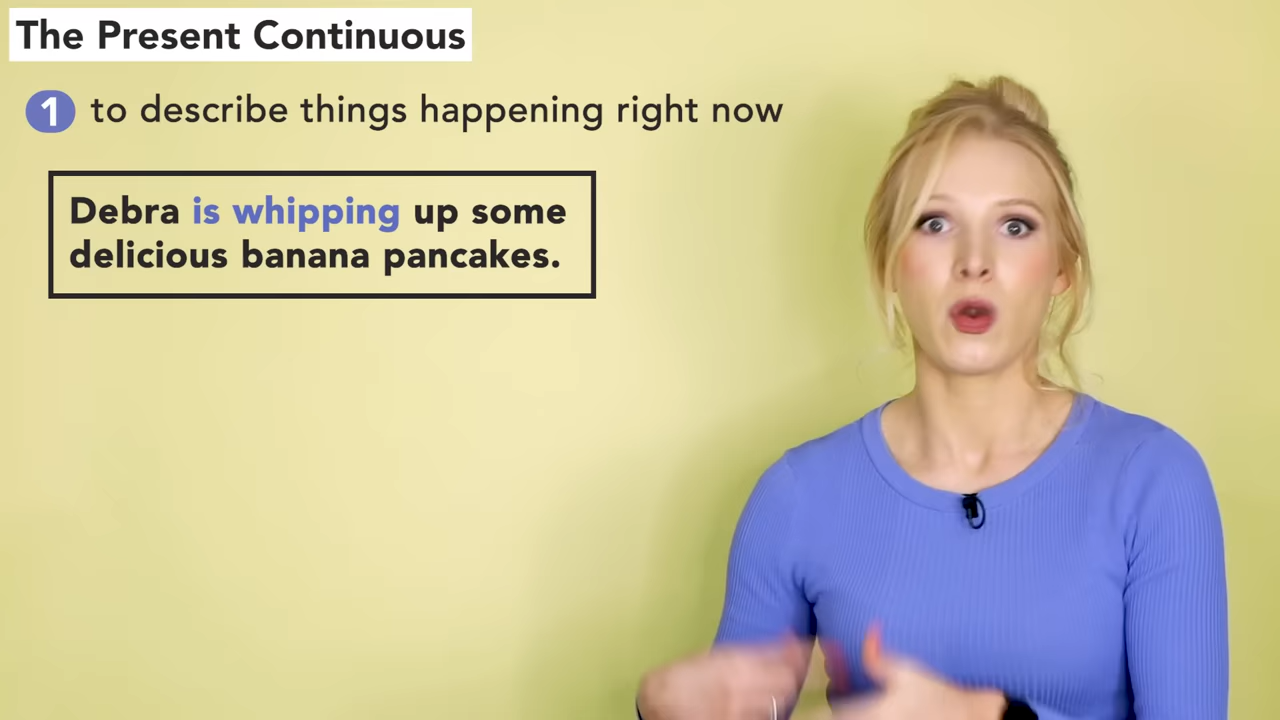 The Present Continuous
1 to describe things happening right now
Debra is whipping up some
delicious banana pancakes.